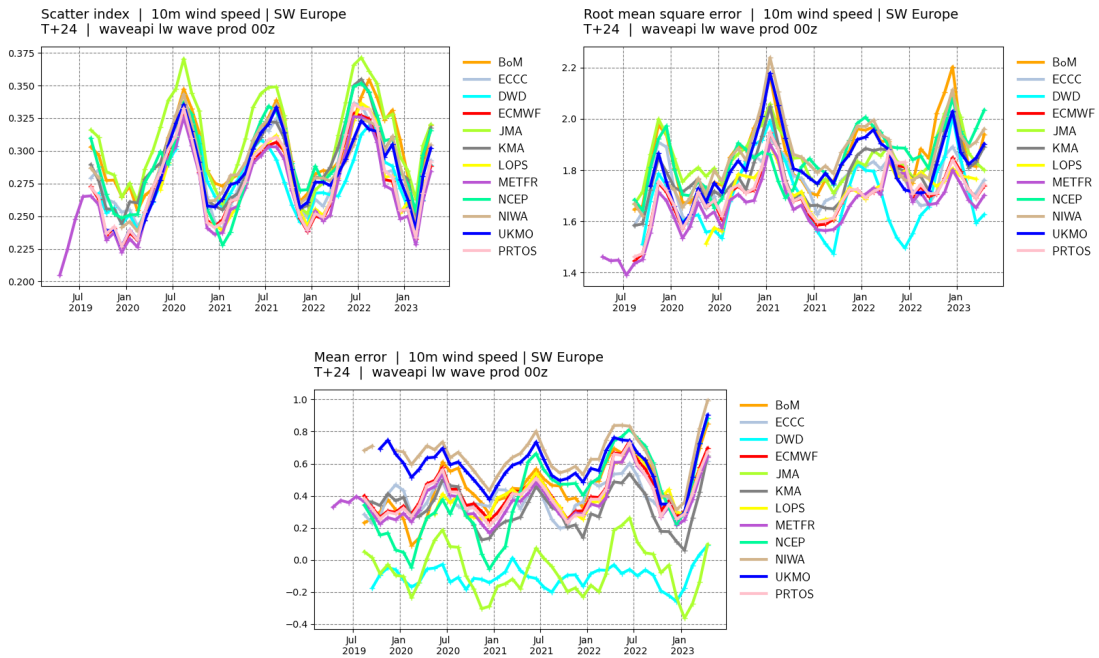 Scatter index | 10m wind speed | SW Europe
T+24 | waveapi lw wave prod 00z
0.375
0.350
0.325
0.300
0.275
0.250
0.225
0.200
Jul 2019
Jan 2020
Jul 2020
Jan 2021
Jul 2021
Jan 2022
Jul 2022
Jan 2023
BoM
ECCC
DWD
ECMWF
JMA
KMA
LOPS
METFR
NCEP
NIWA
UKMO
PRTOS
Root mean square error | 10m wind speed | SW Europe
T+24 | waveapi lw wave prod 00z
2.2
2.0
1.8
1.6
1.4
Jul 2019
Jan 2020
Jul 2020
Jan 2021
Jul 2021
Jan 2022
Jul 2022
Jan 2023
BoM
ECCC
DWD
ECMWF
JMA
KMA
LOPS
METFR
NCEP
NIWA
UKMO
PRTOS
Mean error | 10m wind speed | SW Europe
T+24 | waveapi lw wave prod 00z
1.0
0.8
0.6
0.4
0.2
0.0
−0.2
−0.4
Jul 2019
Jan 2020
Jul 2020
Jan 2021
Jul 2021
Jan 2022
Jul 2022
Jan 2023
BoM
ECCC
DWD
ECMWF
JMA
KMA
LOPS
METFR
NCEP
NIWA
UKMO
PRTOS